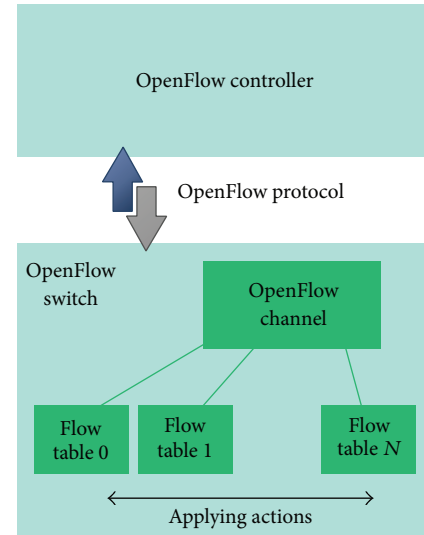 OpenFlow controller
OpenFlow protocol
OpenFlow
switch
OpenFlow
channel
Flow
table 0
Flow
table 1
Flow
table N
Applying actions